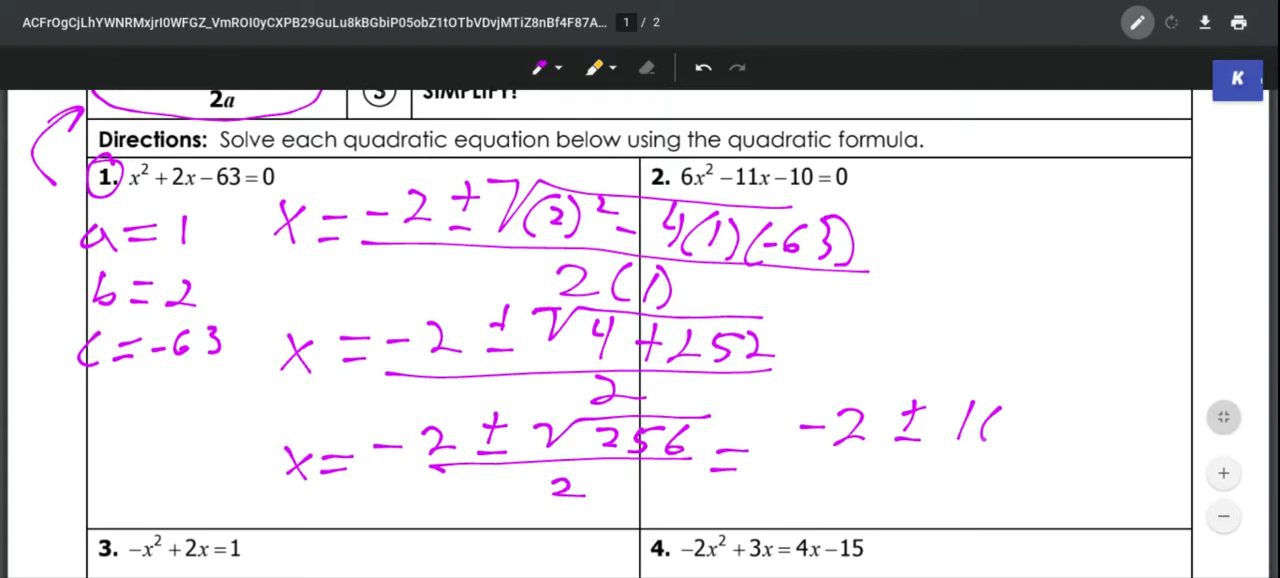 ACFrOgCjLhYWNRMxjrI0WFGZ_VmROI0yCXPB29GuLu8kBGbiP05obZ1tOTbVDvjMTiZ8nBf4F87A... 1 / 2
K
2a 3 SIMPLIFY!
Directions: Solve each quadratic equation below using the quadratic formula.
1. x² + 2x − 63 = 0
a = 1
b = 2
c = -63
x = -2 ± √(2)² - 4(1)(-63)
2(1)
x = -2 ± √4 + 252
2
x = -2 ± √256 = -2 ± 16
2
2. 6x² − 11x − 10 = 0
3. −x² + 2x = 1
4. −2x² + 3x = 4x − 15